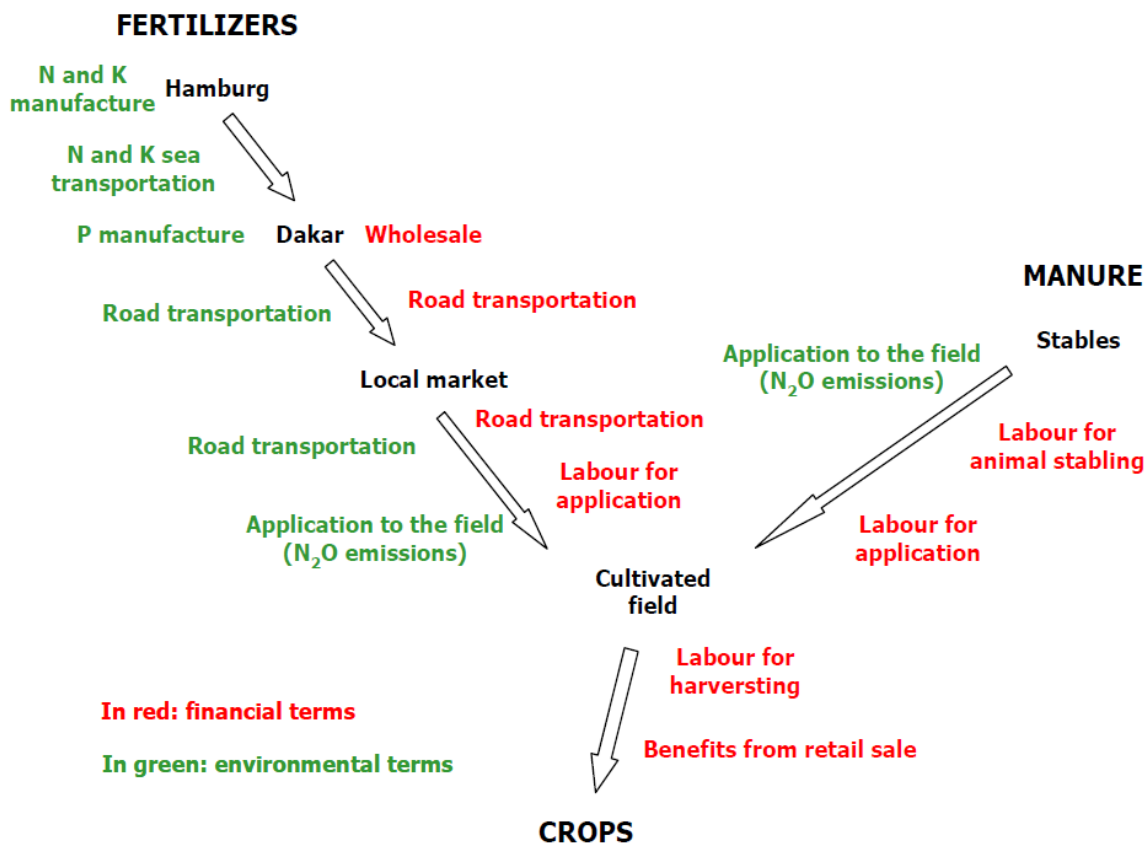 FERTILIZERS
N and K
manufacture
Hamburg
N and K sea
transportation
P manufacture
Dakar
Wholesale
Road transportation
Road transportation
Local market
Road transportation
Road transportation
Labour for
application
Application to the field
(N₂O emissions)
MANURE
Stables
Application to the field
(N₂O emissions)
Labour for
animal stabling
Labour for
application
Cultivated
field
Labour for
harversting
Benefits from retail sale
CROPS
In red: financial terms
In green: environmental terms